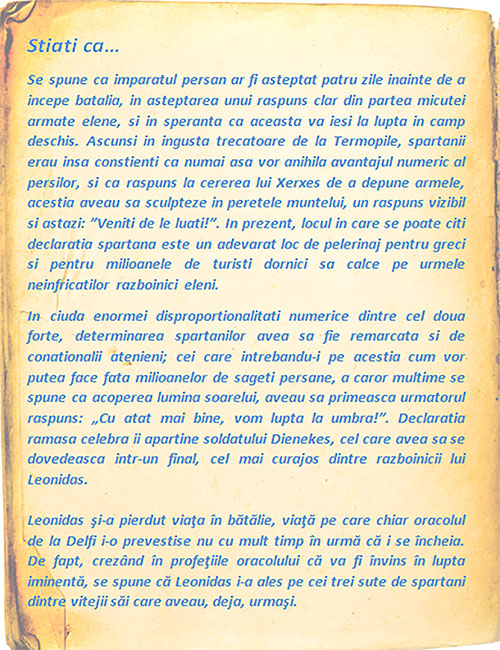 Stiati ca...
Se spune ca imparatul persan ar fi asteptat patru zile inainte de a
incepe batalia, in asteptarea unui raspuns clar din partea micutei
armate elene, si in speranta ca aceasta va iesi la lupta in camp
deschis. Ascunsi in ingusta trecatoare de la Termopile, spartanii
erau insa constienti ca numai asa vor anihila avantajul numeric al
persilor, si ca raspuns la cererea lui Xerxes de a depune armele,
acestia aveau sa sculpteze in peretele muntelui, un raspuns vizibil
si astazi: ”Veniti de le luati!”. In prezent, locul in care se poate citi
declaratia spartana este un adevarat loc de pelerinaj pentru greci
si pentru milioanele de turisti dornici sa calce pe urmele
neinfricatilor razboinici eleni.
In ciuda enormei disproportionalitati numerice dintre cel doua
forte, determinarea spartanilor avea sa fie remarcata si de
conationalii atenieni; cei care intrebandu-i pe acestia cum vor
putea face fata milioanelor de sageti persane, a caror multime se
spune ca acoperea lumina soarelui, aveau sa primeasca urmatorul
raspuns: „Cu atat mai bine, vom lupta la umbra!”. Declaratia
ramasa celebra ii apartine soldatului Dienekes, cel care avea sa se
dovedeasca intr-un final, cel mai curajos dintre razboinicii lui
Leonidas.
Leonidas şi-a pierdut viaţa în bătălie, viaţă pe care chiar oracolul
de la Delfi i-o prevestise nu cu mult timp în urmă că i se încheia.
De fapt, crezând în profeţiile oracolului că va fi învins în lupta
iminentă, se spune că Leonidas i-a ales pe cei trei sute de spartani
dintre vitejii săi care aveau, deja, urmaşi.